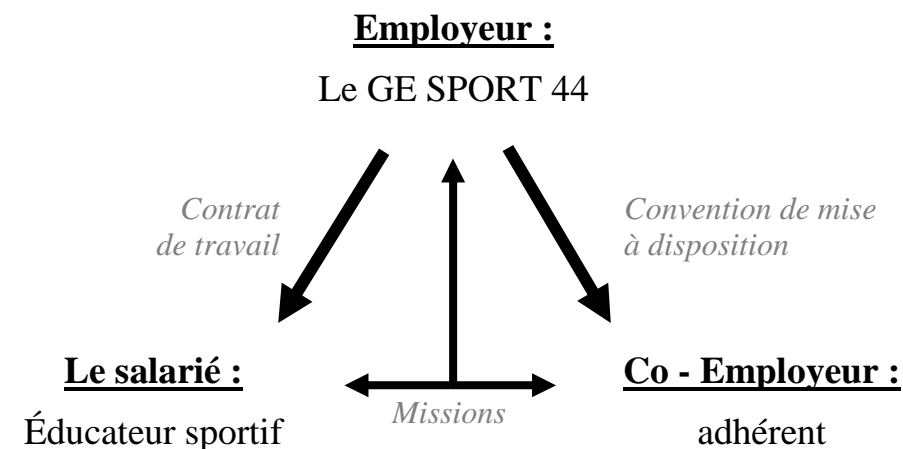 Employeur :
Le GE SPORT 44
Contrat
de travail
Convention de mise
à disposition
Le salarié :
Éducateur sportif
Missions
Co - Employeur :
adhérent